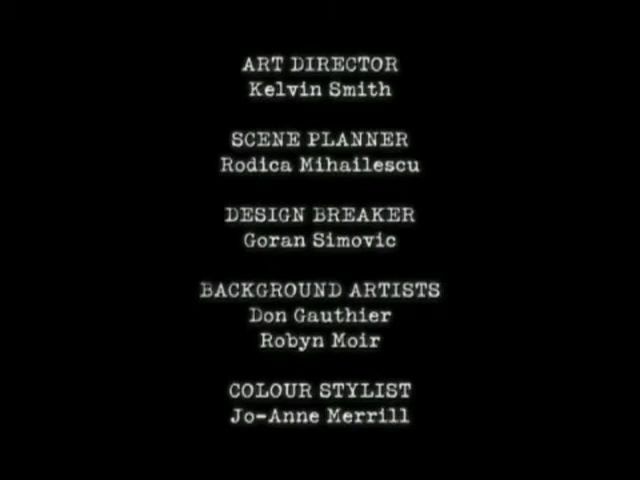 ART DIRECTOR
Kelvin Smith
SCENE PLANNER
Rodica Mihailescu
DESIGN BREAKER
Goran Simovic
BACKGROUND ARTISTS
Don Gauthier
Robyn Moir
COLOUR STYLIST
Jo-Anne Merrill